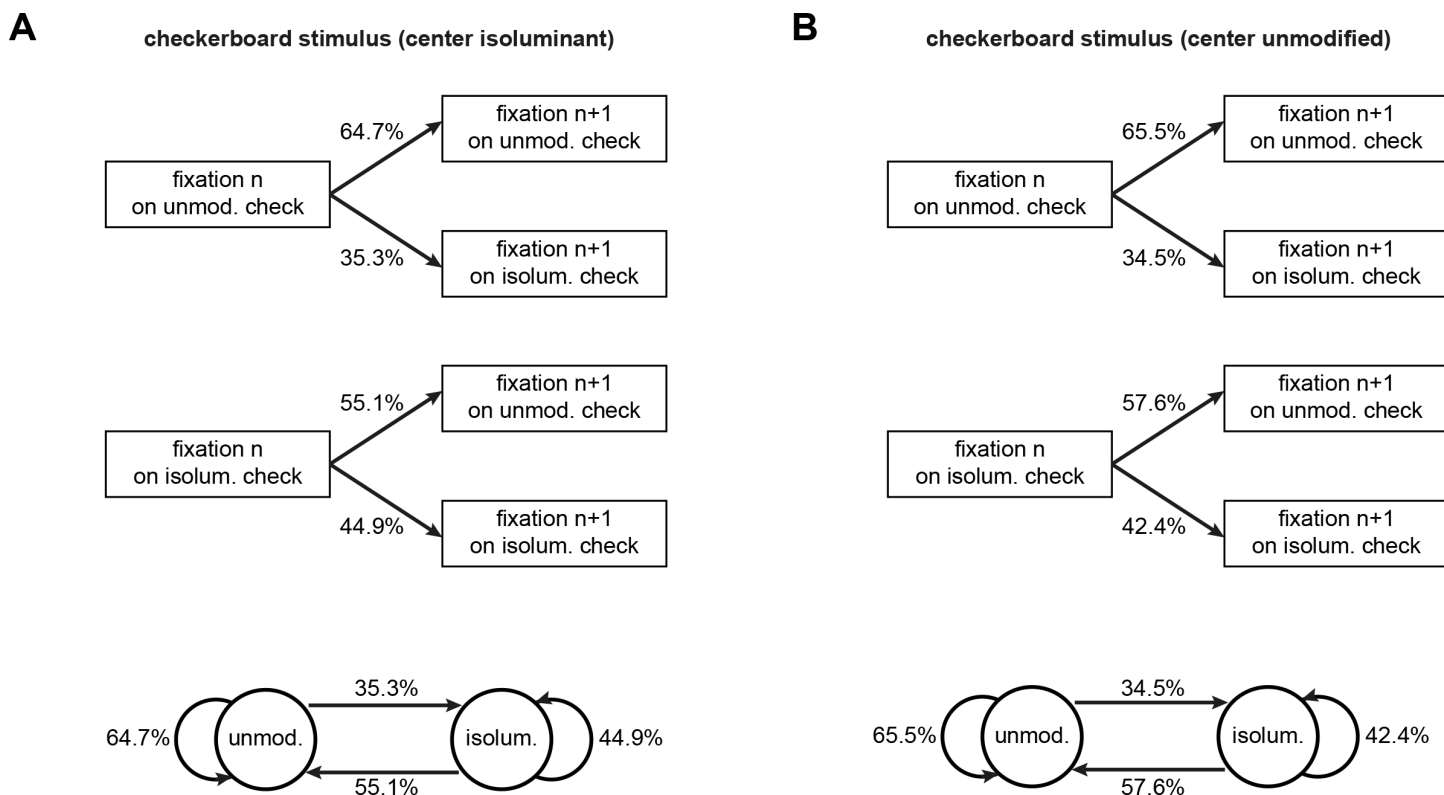 A
checkerboard stimulus (center isoluminant)
fixation n+1
on unmod. check
64.7%
fixation n
on unmod. check
35.3%
fixation n+1
on isolum. check
fixation n+1
on unmod. check
55.1%
fixation n
on isolum. check
44.9%
fixation n+1
on isolum. check
35.3%
64.7%
unmod.
isolum.
44.9%
55.1%
B
checkerboard stimulus (center unmodified)
fixation n+1
on unmod. check
65.5%
fixation n
on unmod. check
34.5%
fixation n+1
on isolum. check
fixation n+1
on unmod. check
57.6%
fixation n
on isolum. check
42.4%
fixation n+1
on isolum. check
34.5%
65.5%
unmod.
isolum.
42.4%
57.6%